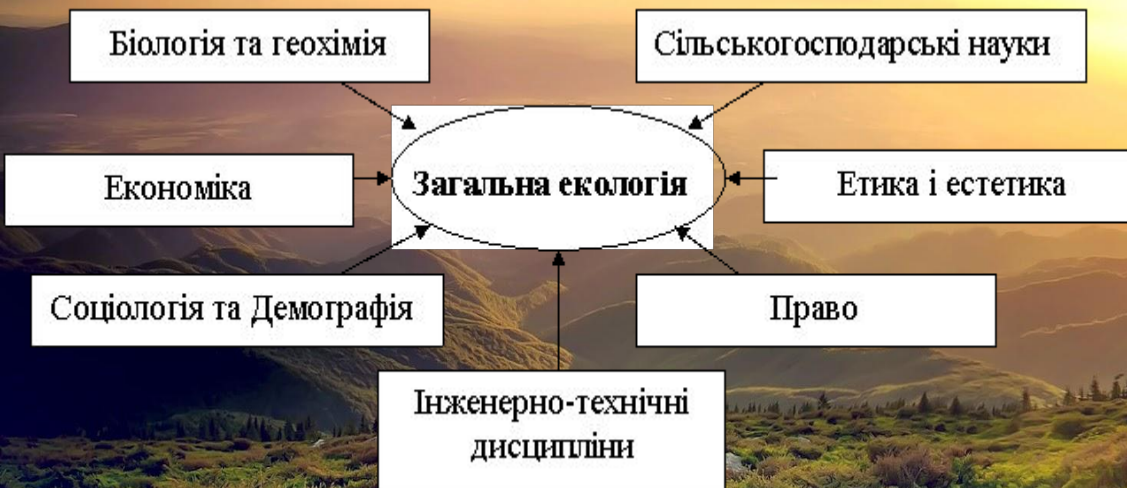 Біологія та геохімія
Сільськогосподарські науки
Економіка
Загальна екологія
Етика і естетика
Соціологія та Демографія
Право
Інженерно-технічні
дисципліни